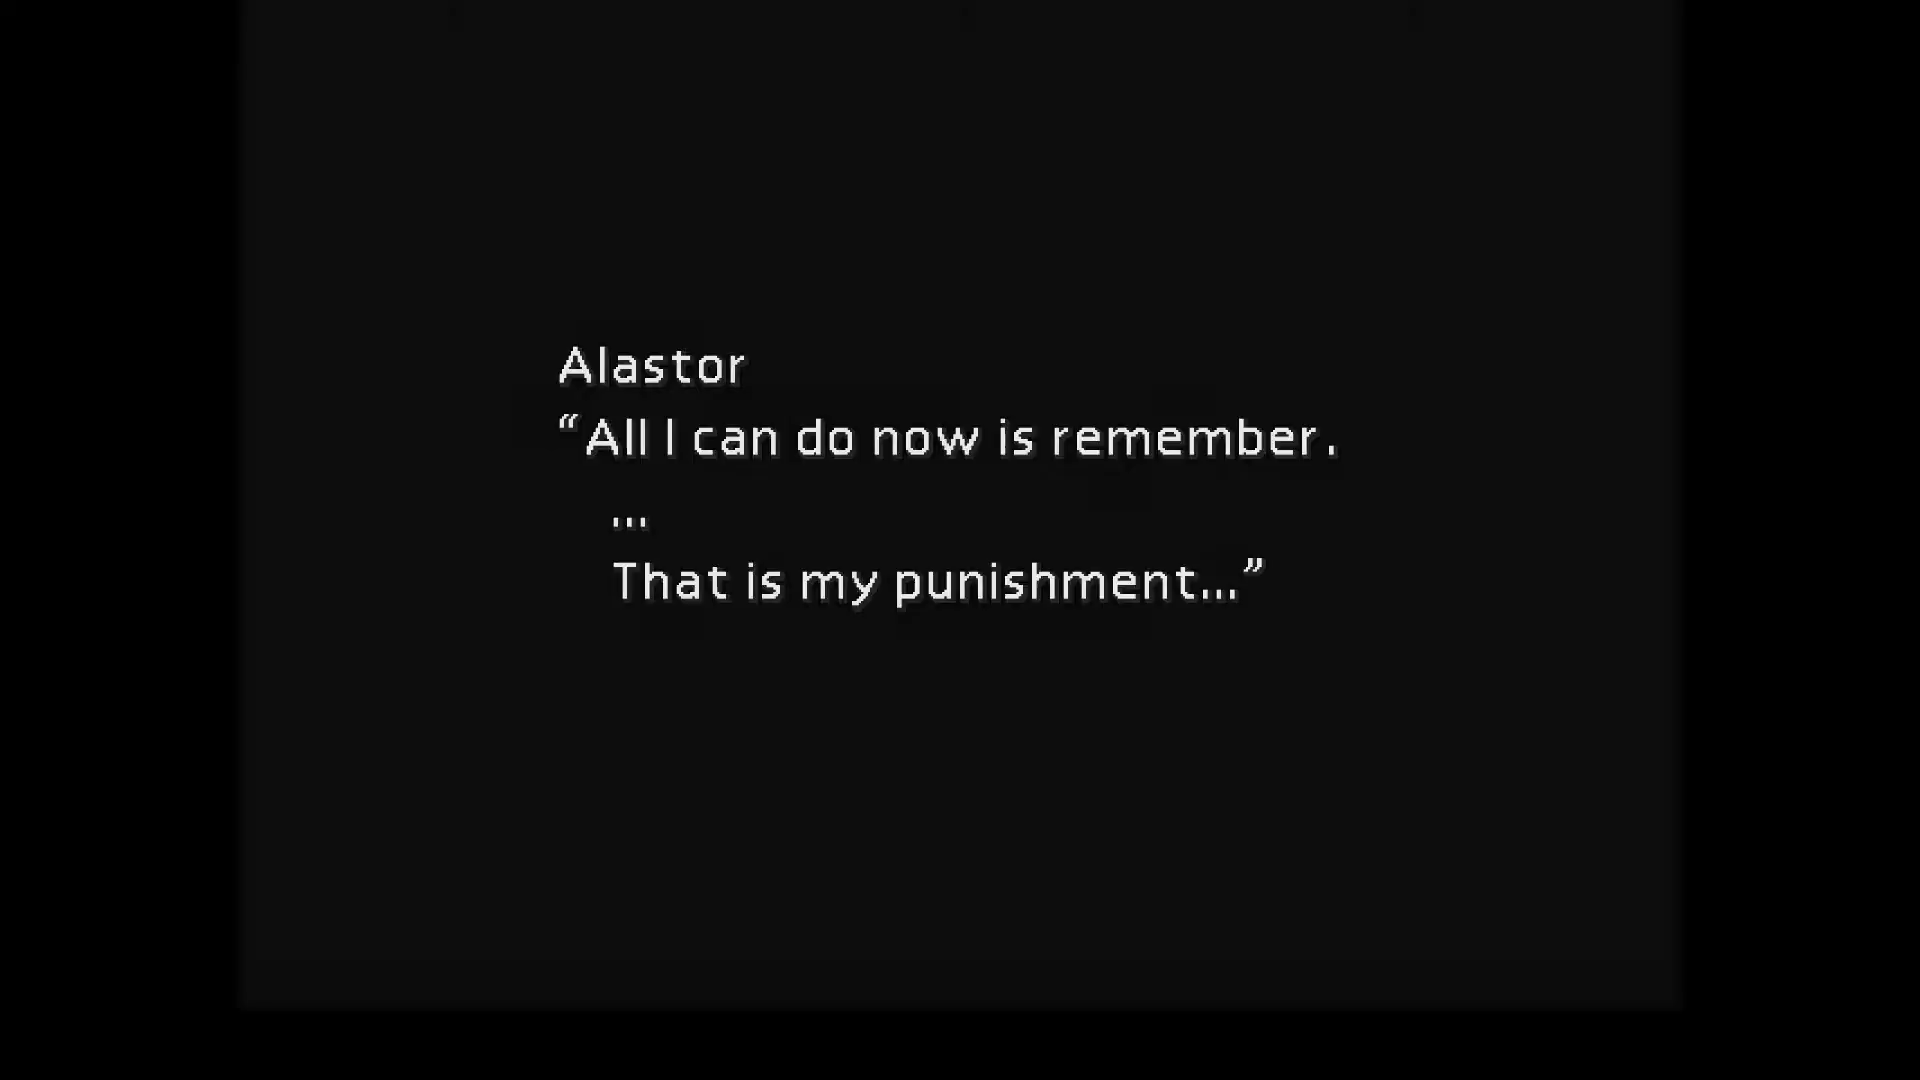 Alastor
“All I can do now is remember.
...
That is my punishment...”